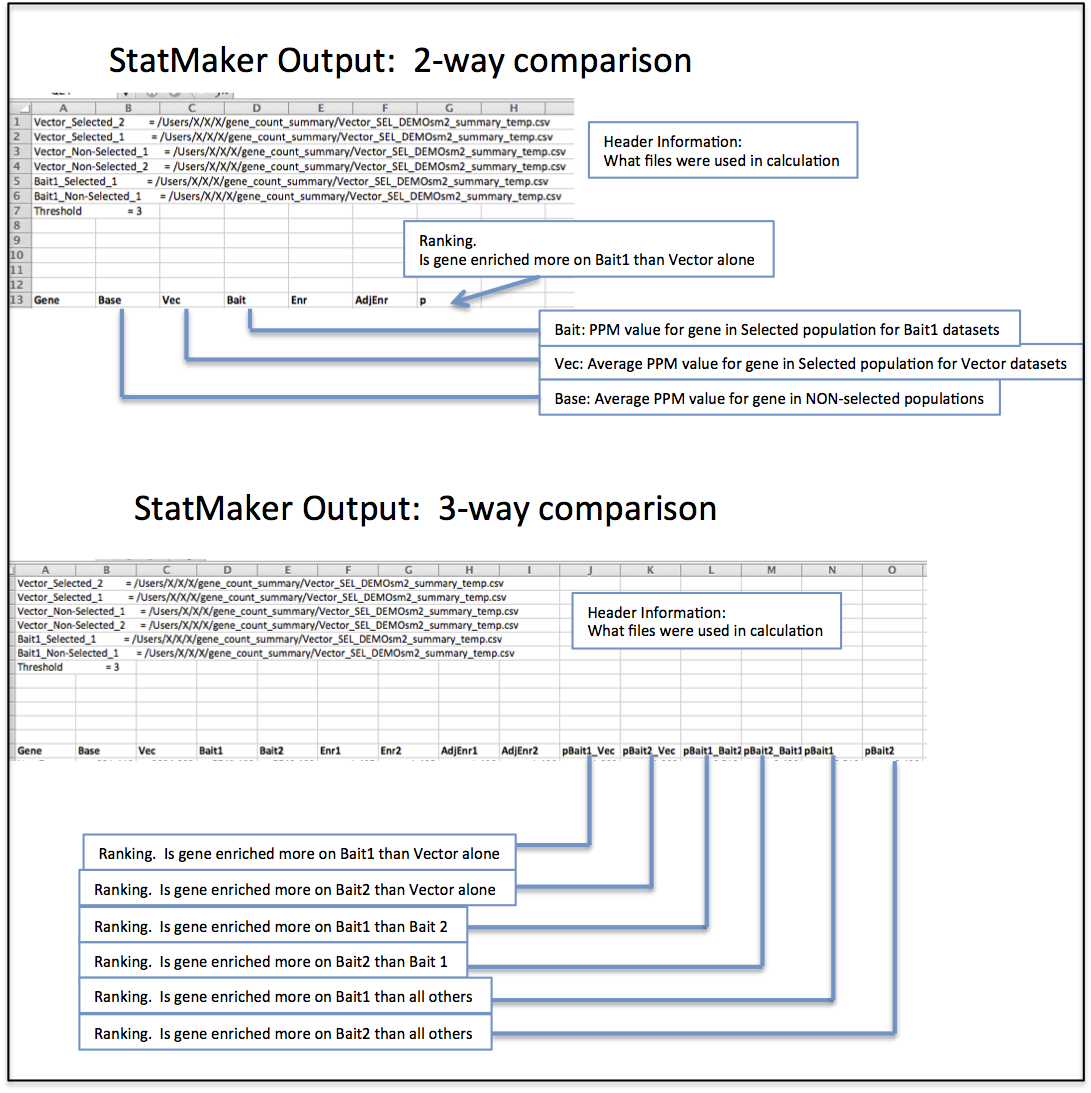 StatMaker Output:  2-way comparison
A B C D E F G H
1 Vector_Selected_2 = /Users/X/X/X/gene_count_summary/Vector_SEL_DEMOsm2_summary_temp.csv
2 Vector_Selected_1 = /Users/X/X/X/gene_count_summary/Vector_SEL_DEMOsm2_summary_temp.csv
3 Vector_Non-Selected_1 = /Users/X/X/X/gene_count_summary/Vector_SEL_DEMOsm2_summary_temp.csv
4 Vector_Non-Selected_2 = /Users/X/X/X/gene_count_summary/Vector_SEL_DEMOsm2_summary_temp.csv
5 Bait1_Selected_1 = /Users/X/X/X/gene_count_summary/Vector_SEL_DEMOsm2_summary_temp.csv
6 Bait1_Non-Selected_1 = /Users/X/X/X/gene_count_summary/Vector_SEL_DEMOsm2_summary_temp.csv
7 Threshold = 3
8
9
10
11
12
13 Gene Base Vec Bait Enr AdjEnr p
Header Information:
What files were used in calculation
Ranking.
Is gene enriched more on Bait1 than Vector alone
Bait: PPM value for gene in Selected population for Bait1 datasets
Vec: Average PPM value for gene in Selected population for Vector datasets
Base: Average PPM value for gene in NON-selected populations
StatMaker Output:  3-way comparison
A B C D E F G H I J K L M N O
Vector_Selected_2 = /Users/X/X/X/gene_count_summary/Vector_SEL_DEMOsm2_summary_temp.csv
Vector_Selected_1 = /Users/X/X/X/gene_count_summary/Vector_SEL_DEMOsm2_summary_temp.csv
Vector_Non-Selected_1 = /Users/X/X/X/gene_count_summary/Vector_SEL_DEMOsm2_summary_temp.csv
Vector_Non-Selected_2 = /Users/X/X/X/gene_count_summary/Vector_SEL_DEMOsm2_summary_temp.csv
Bait1_Selected_1 = /Users/X/X/X/gene_count_summary/Vector_SEL_DEMOsm2_summary_temp.csv
Bait1_Non-Selected_1 = /Users/X/X/X/gene_count_summary/Vector_SEL_DEMOsm2_summary_temp.csv
Threshold = 3
Header Information:
What files were used in calculation
Gene Base Vec Bait1 Bait2 Enr1 Enr2 AdjEnr1 AdjEnr2 pBait1_Vec pBait2_Vec pBait1_Bait2 pBait2_Bait1 pBait1 pBait2
Ranking.  Is gene enriched more on Bait1 than Vector alone
Ranking.  Is gene enriched more on Bait2 than Vector alone
Ranking.  Is gene enriched more on Bait1 than Bait 2
Ranking.  Is gene enriched more on Bait2 than Bait 1
Ranking.  Is gene enriched more on Bait1 than all others
Ranking.  Is gene enriched more on Bait2 than all others